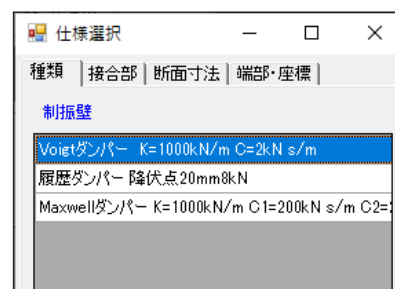 仕様選択
種類 接合部 断面寸法 端部・座標
制振壁
Voigtダンパー K=1000kN/m C=2kN s/m
履歴ダンパー 降伏点20mm8kN
Maxwellダンパー K=1000kN/m C1=200kN s/m C2=